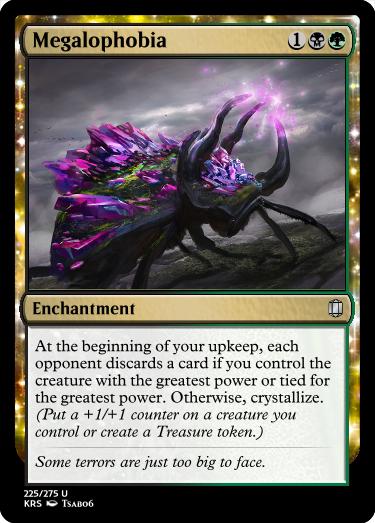 Megalophobia 1
Enchantment
At the beginning of your upkeep, each
opponent discards a card if you control the
creature with the greatest power or tied for
the greatest power. Otherwise, crystallize.
(Put a +1/+1 counter on a creature you
control or create a Treasure token.)
Some terrors are just too big to face.
225/275 U
KRS Tsabo6